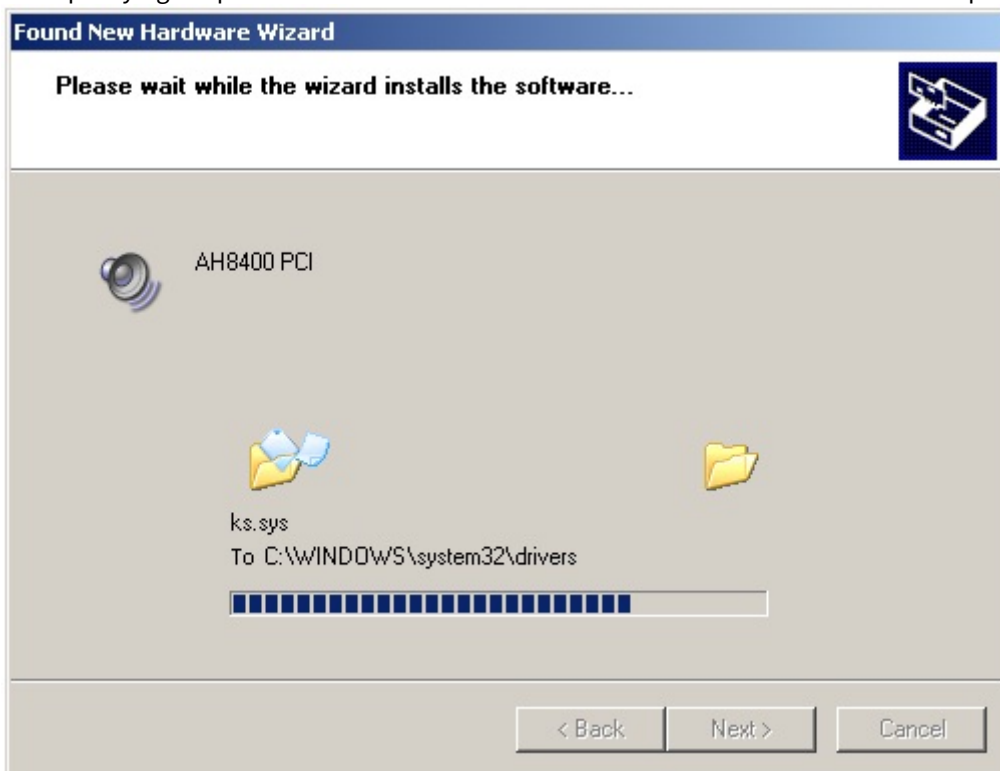 Found New Hardware Wizard
Please wait while the wizard installs the software...
AH8400 PCI
ks.sys
To C:\WINDOWS\system32\drivers
< Back
Next >
Cancel